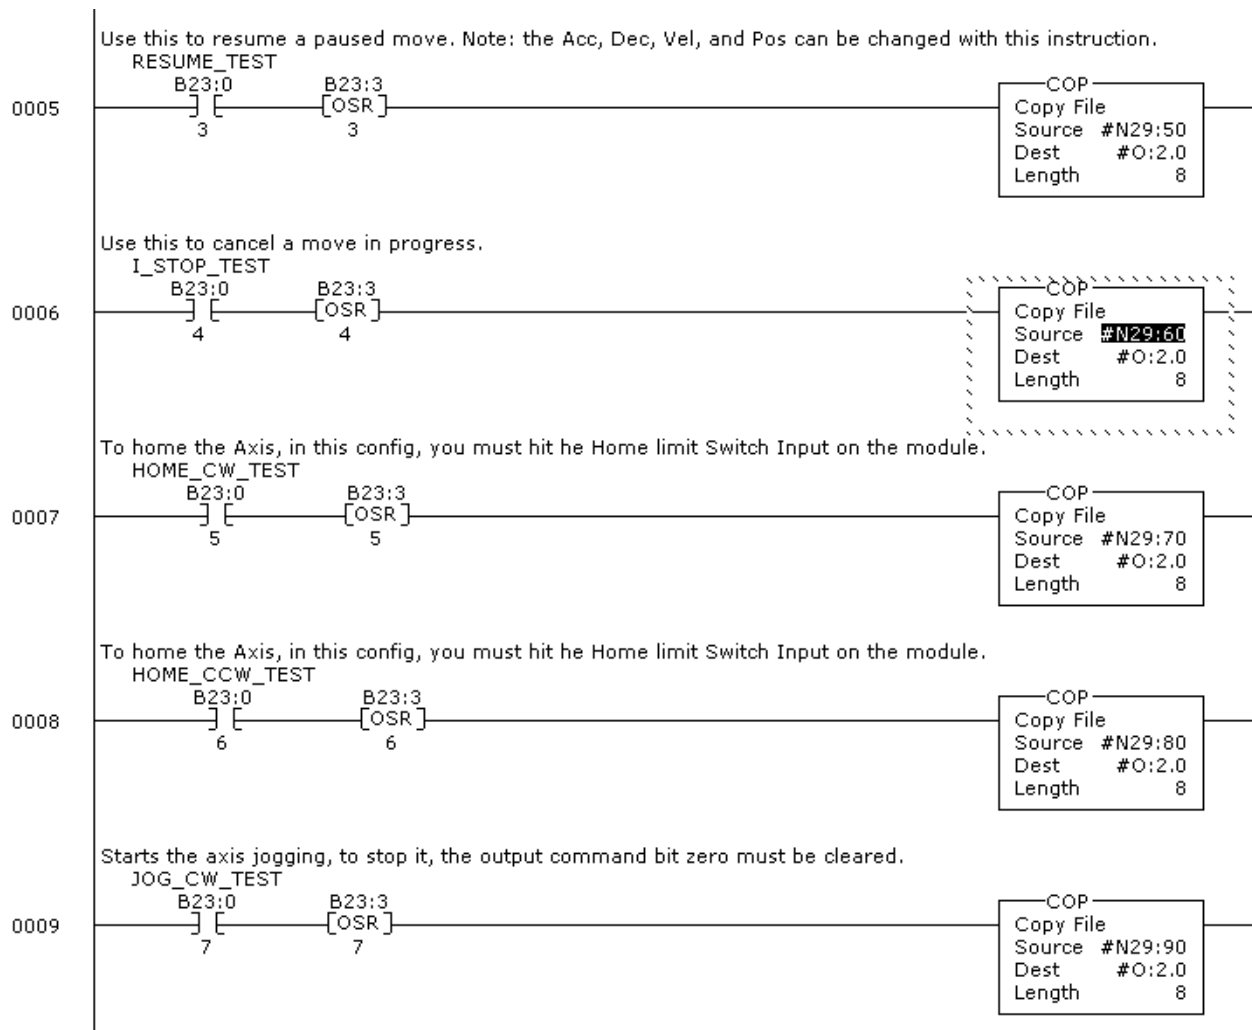 Use this to resume a paused move. Note: the Acc, Dec, Vel, and Pos can be changed with this instruction.
RESUME_TEST
B23:0 B23:3 COP
0005 OSR Copy File
3 3 Source #N29:50
Dest #O:2.0
Length 8
Use this to cancel a move in progress.
I_STOP_TEST
B23:0 B23:3 COP
0006 OSR Copy File
4 4 Source #N29:60
Dest #O:2.0
Length 8
To home the Axis, in this config, you must hit he Home limit Switch Input on the module.
HOME_CW_TEST
B23:0 B23:3 COP
0007 OSR Copy File
5 5 Source #N29:70
Dest #O:2.0
Length 8
To home the Axis, in this config, you must hit he Home limit Switch Input on the module.
HOME_CCW_TEST
B23:0 B23:3 COP
0008 OSR Copy File
6 6 Source #N29:80
Dest #O:2.0
Length 8
Starts the axis jogging, to stop it, the output command bit zero must be cleared.
JOG_CW_TEST
B23:0 B23:3 COP
0009 OSR Copy File
7 7 Source #N29:90
Dest #O:2.0
Length 8